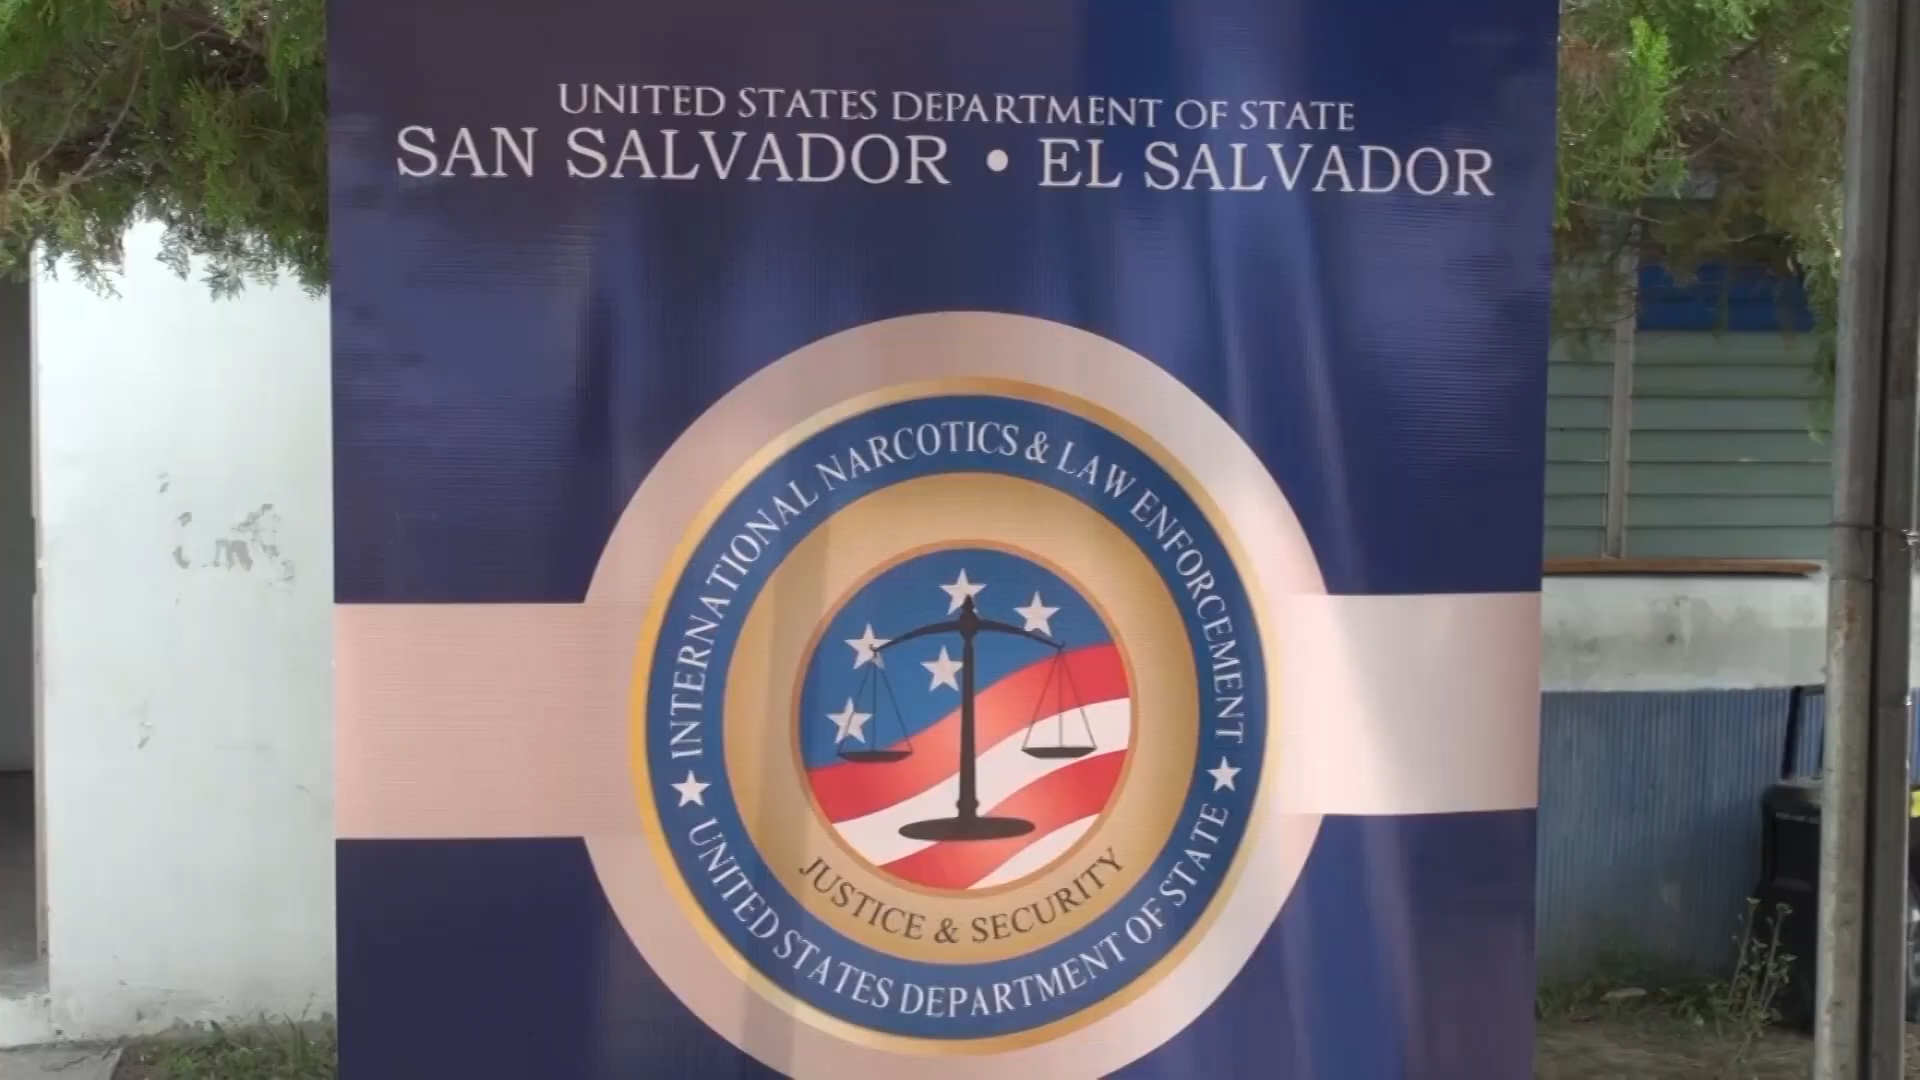 UNITED STATES DEPARTMENT OF STATE
SAN SALVADOR • EL SALVADOR
INTERNATIONAL NARCOTICS & LAW ENFORCEMENT
JUSTICE & SECURITY
UNITED STATES DEPARTMENT OF STATE